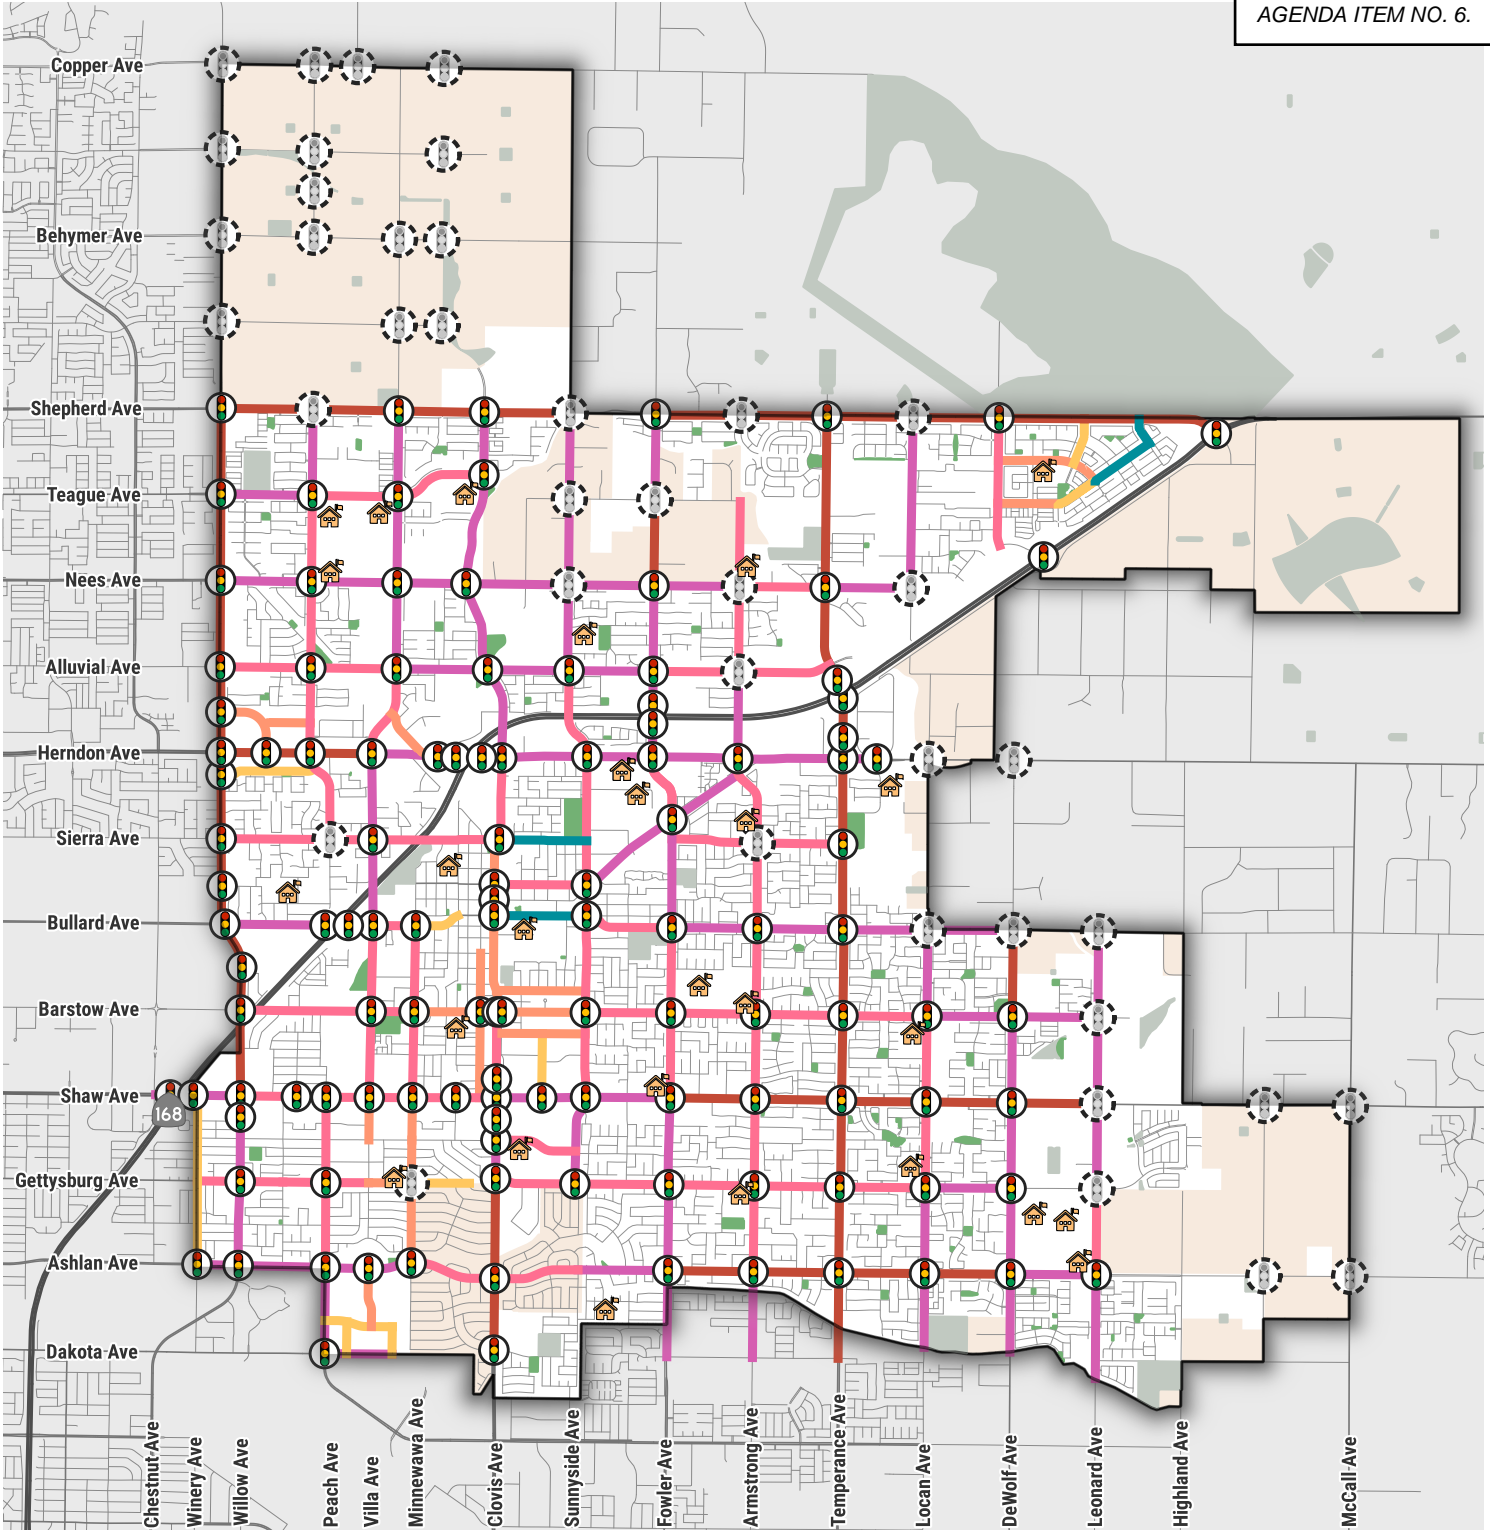 AGENDA ITEM NO. 6.
Copper Ave
Behymer Ave
Shepherd Ave
Teague Ave
Nees Ave
Alluvial Ave
Herndon Ave
Sierra Ave
Bullard Ave
Barstow Ave
Shaw Ave
168
Gettysburg Ave
Ashlan Ave
Dakota Ave
Chestnut Ave
Winery Ave
Willow Ave
Peach Ave
Villa Ave
Minnewawa Ave
Clovis Ave
Sunnyside Ave
Fowler Ave
Armstrong Ave
Temperance Ave
Locan Ave
DeWolf Ave
Leonard Ave
Highland Ave
McCall Ave